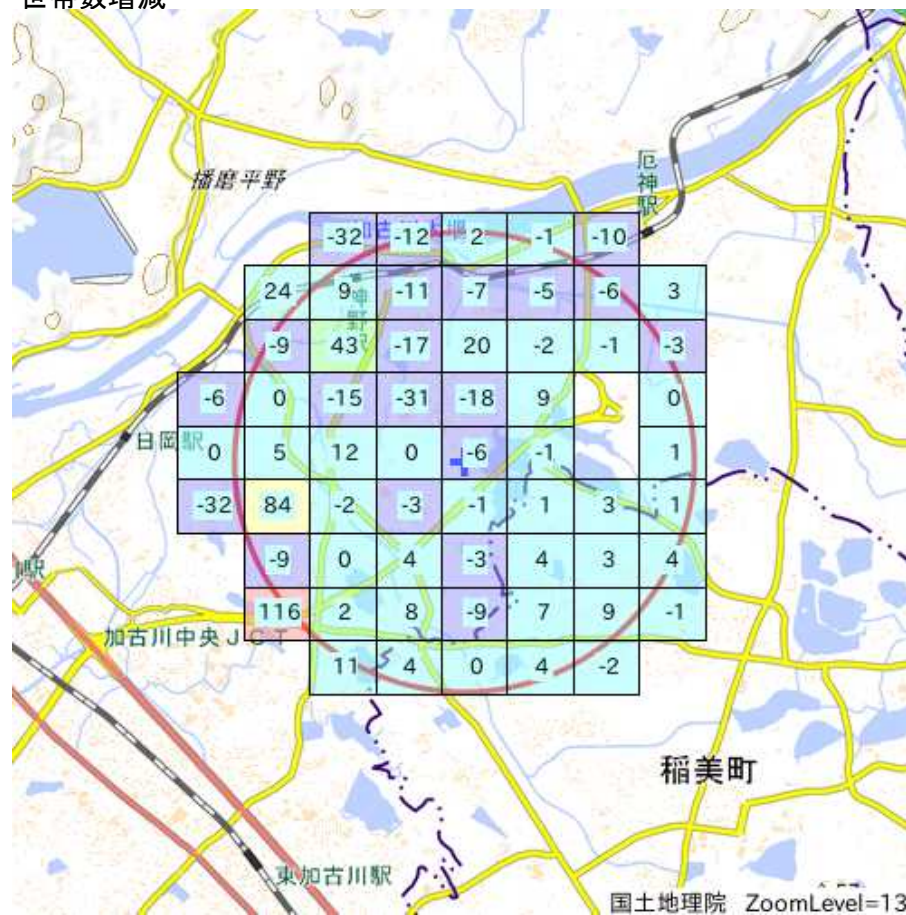 世帯数増減
播磨平野
厄神駅
-32 -12 2 -1 -10
24 9 -11 -7 -5 -6 3
-9 43 -17 20 -2 -1 -3
-6 0 -15 -31 -18 9 0
日岡駅
0 5 12 0 -6 -1 1
-32 84 -2 -3 -1 1 3 1
-9 0 4 -3 4 3 4
駅
116 2 8 -9 7 9 -1
加古川中央JCT
11 4 0 4 -2
稲美町
東加古川駅
国土地理院 ZoomLevel=13